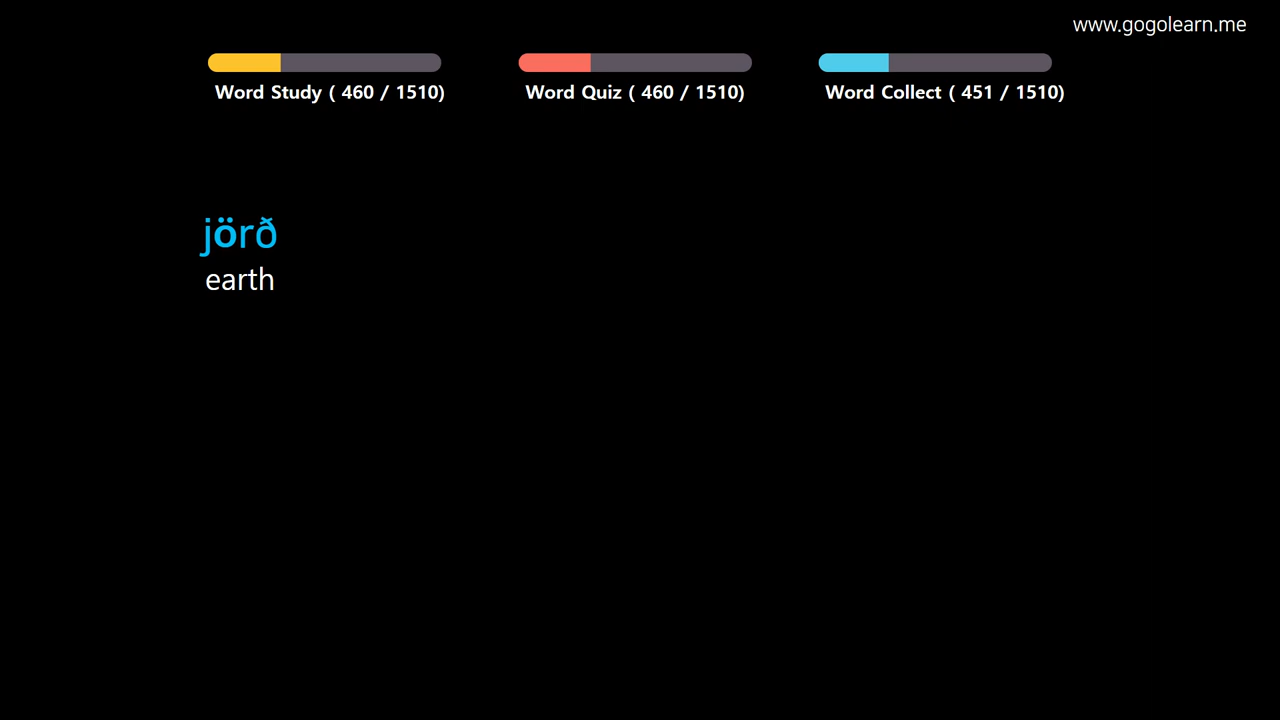 www.gogolearn.me
Word Study ( 460 / 1510)
Word Quiz ( 460 / 1510)
Word Collect ( 451 / 1510)
jörð
earth